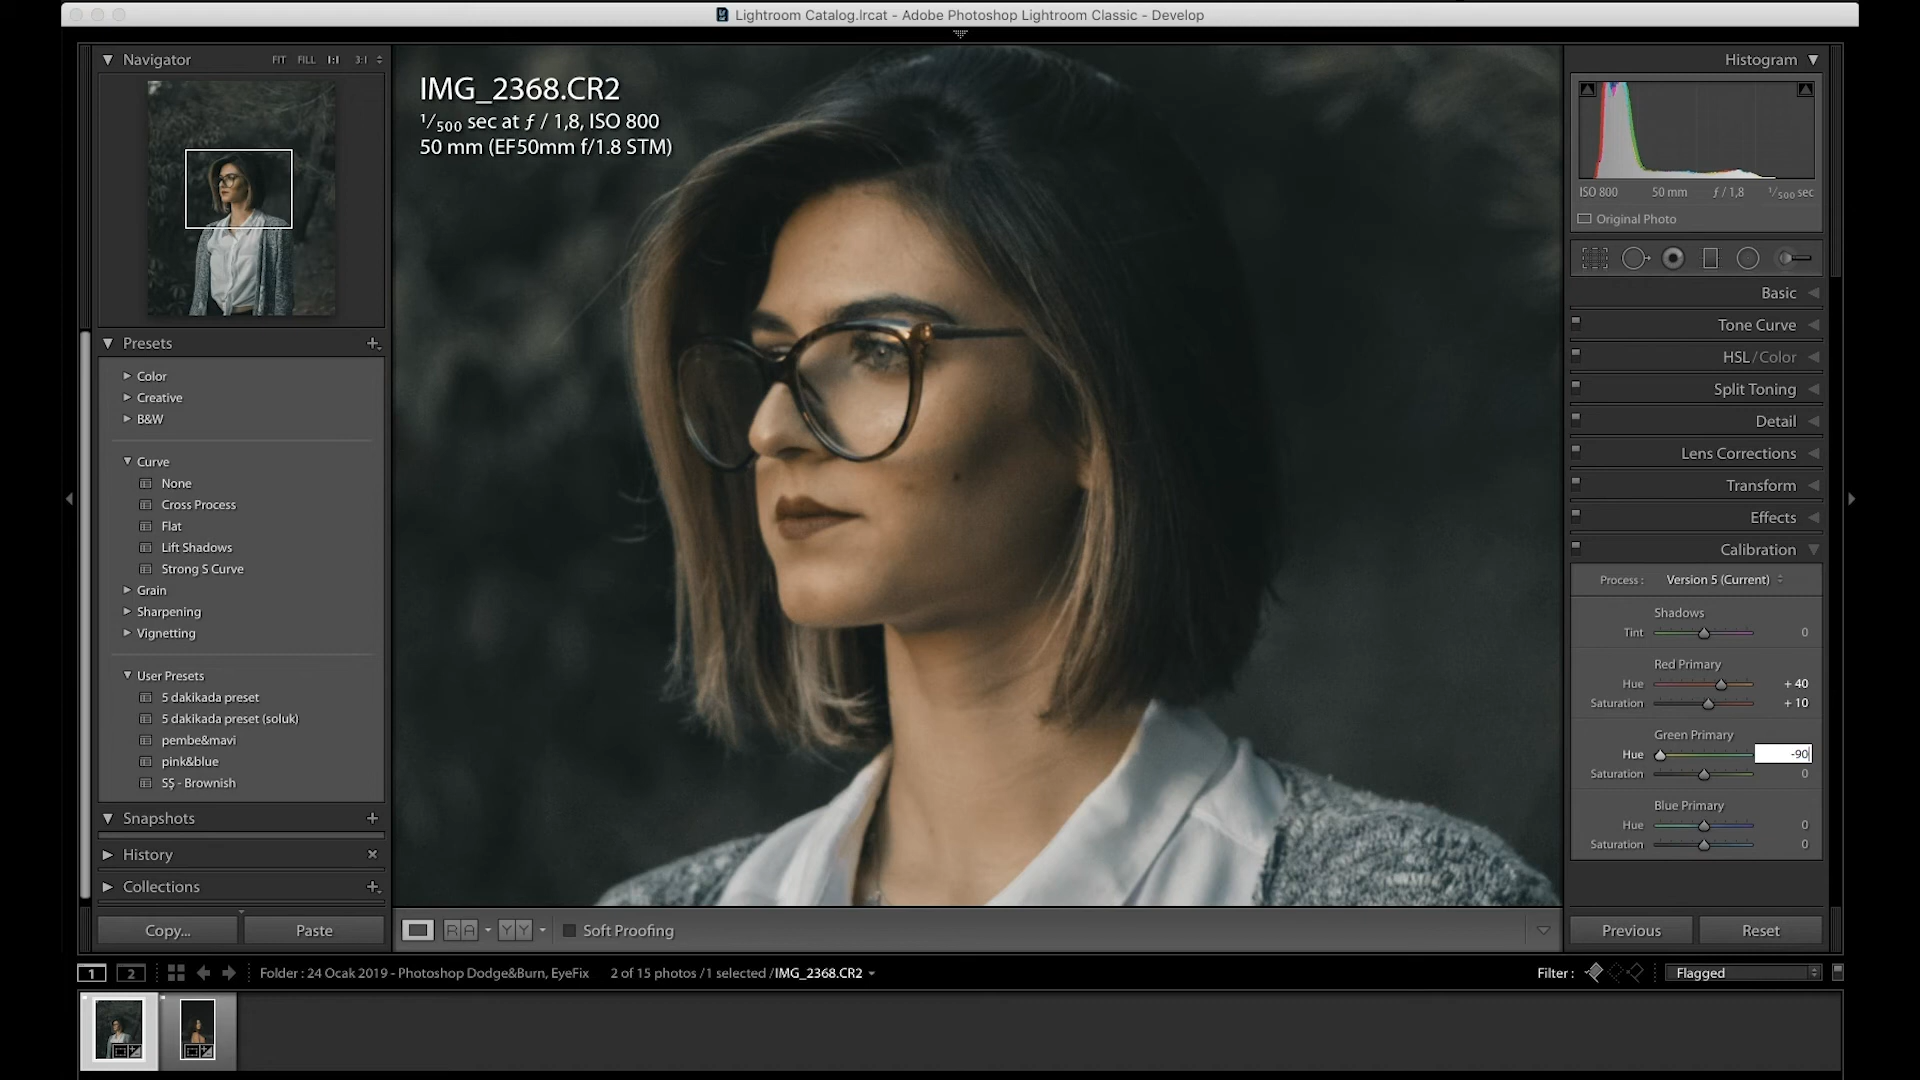 Lightroom Catalog.lrcat - Adobe Photoshop Lightroom Classic - Develop
Navigator FIT FILL 1:1 3:1
IMG_2368.CR2
1/500 sec at ƒ / 1,8, ISO 800
50 mm (EF50mm f/1.8 STM)
Presets
Color
Creative
B&W
Curve
None
Cross Process
Flat
Lift Shadows
Strong S Curve
Grain
Sharpening
Vignetting
User Presets
5 dakikada preset
5 dakikada preset (soluk)
pembe&mavi
pink&blue
SŞ - Brownish
Snapshots
History
Collections
Copy... Paste
R A Y Y Soft Proofing
Histogram
ISO 800 50 mm ƒ / 1,8 1/500 sec
Original Photo
Basic
Tone Curve
HSL / Color
Split Toning
Detail
Lens Corrections
Transform
Effects
Calibration
Process : Version 5 (Current)
Shadows
Tint 0
Red Primary
Hue + 40
Saturation + 10
Green Primary
Hue -90
Saturation 0
Blue Primary
Hue 0
Saturation 0
Previous Reset
1 2 Folder : 24 Ocak 2019 - Photoshop Dodge&Burn, EyeFix 2 of 15 photos /1 selected /IMG_2368.CR2 Filter : Flagged